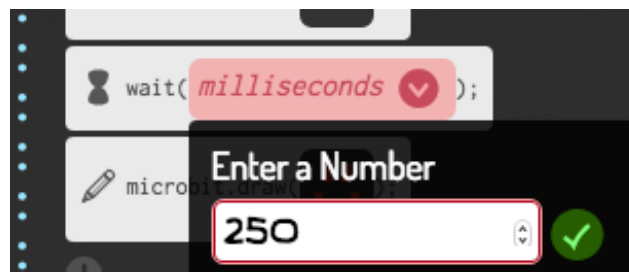 wait( milliseconds );
Enter a Number
microbit.draw( );
250